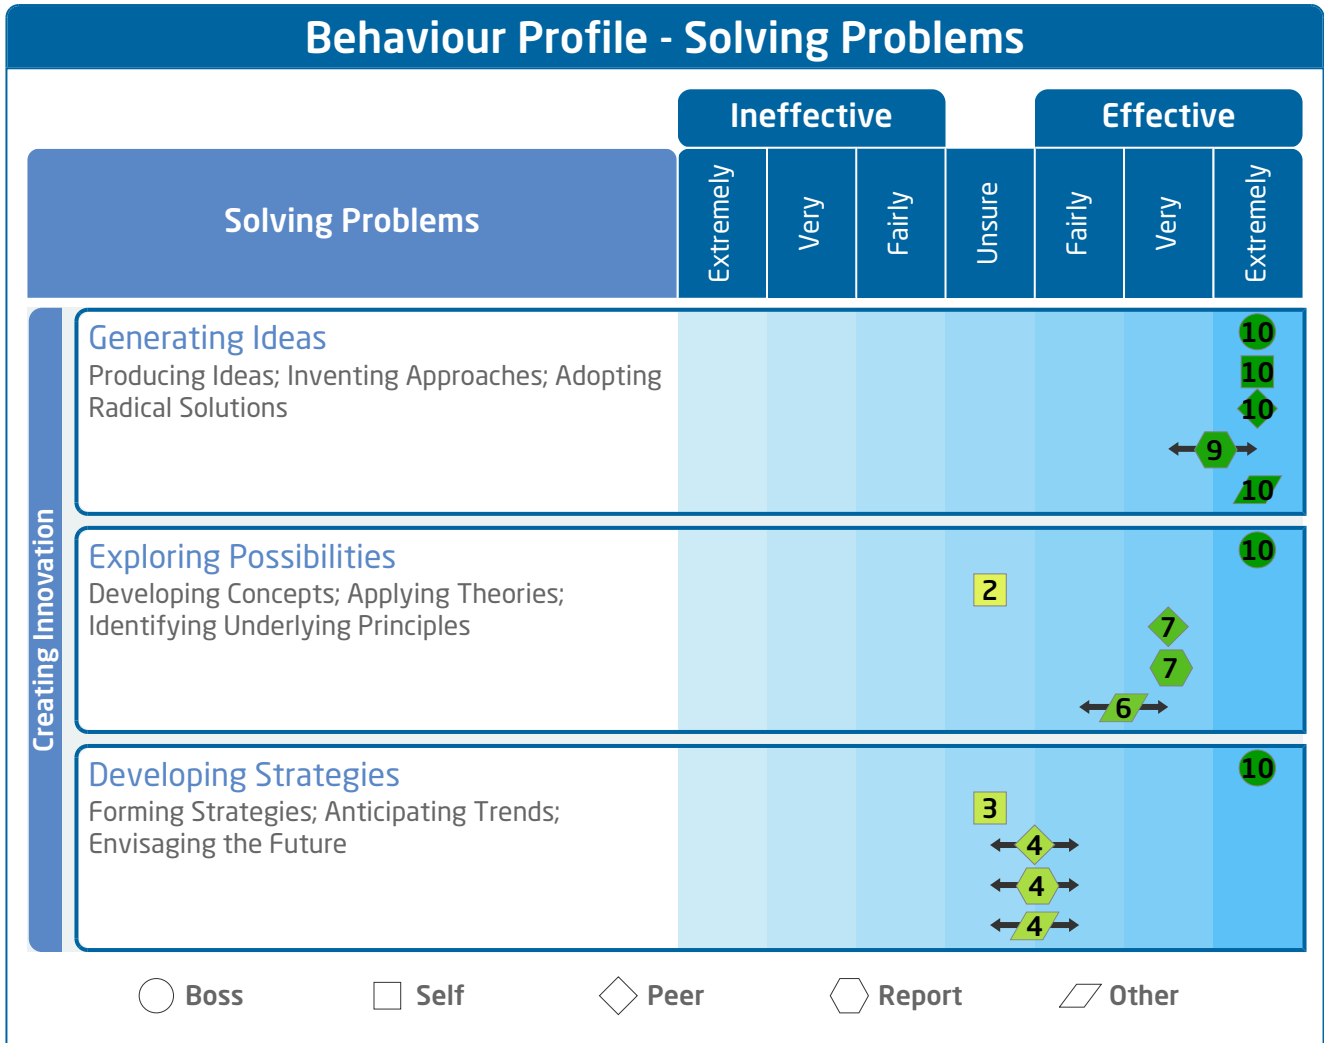 Behaviour Profile - Solving Problems
Ineffective
Effective
Solving Problems
Extremely
Very
Fairly
Unsure
Fairly
Very
Extremely
Creating Innovation
Generating Ideas
Producing Ideas; Inventing Approaches; Adopting
Radical Solutions
10
10
10
9
10
Exploring Possibilities
Developing Concepts; Applying Theories;
Identifying Underlying Principles
10
2
7
7
6
Developing Strategies
Forming Strategies; Anticipating Trends;
Envisaging the Future
10
3
4
4
4
Boss
Self
Peer
Report
Other